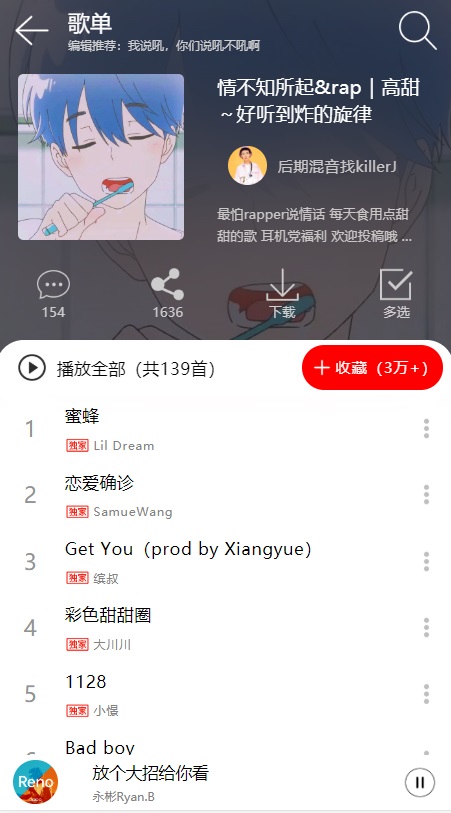 歌单
编辑推荐：我说吼，你们说吼不吼啊
情不知所起&rap｜高甜
～好听到炸的旋律
后期混音找killerJ
最怕rapper说情话 每天食用点甜
甜的歌 耳机党福利 欢迎投稿哦 ...
154
1636
下载
多选
播放全部（共139首）
收藏（3万+）
1
蜜蜂
独家 Lil Dream
2
恋爱确诊
独家 SamueWang
3
Get You（prod by Xiangyue）
独家 缤叔
4
彩色甜甜圈
独家 大川川
5
1128
独家 小憬
6
Bad boy
Reno
放个大招给你看
永彬Ryan.B